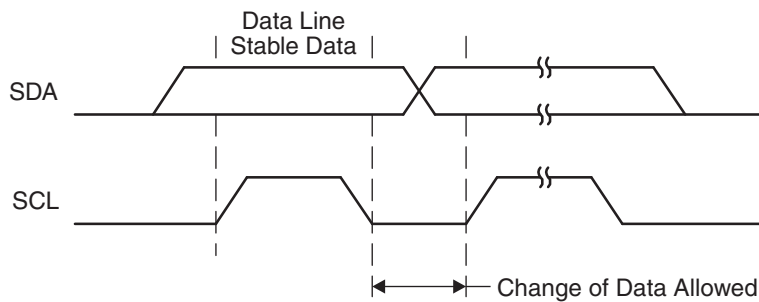 Data Line
Stable Data
SDA
SCL
Change of Data Allowed